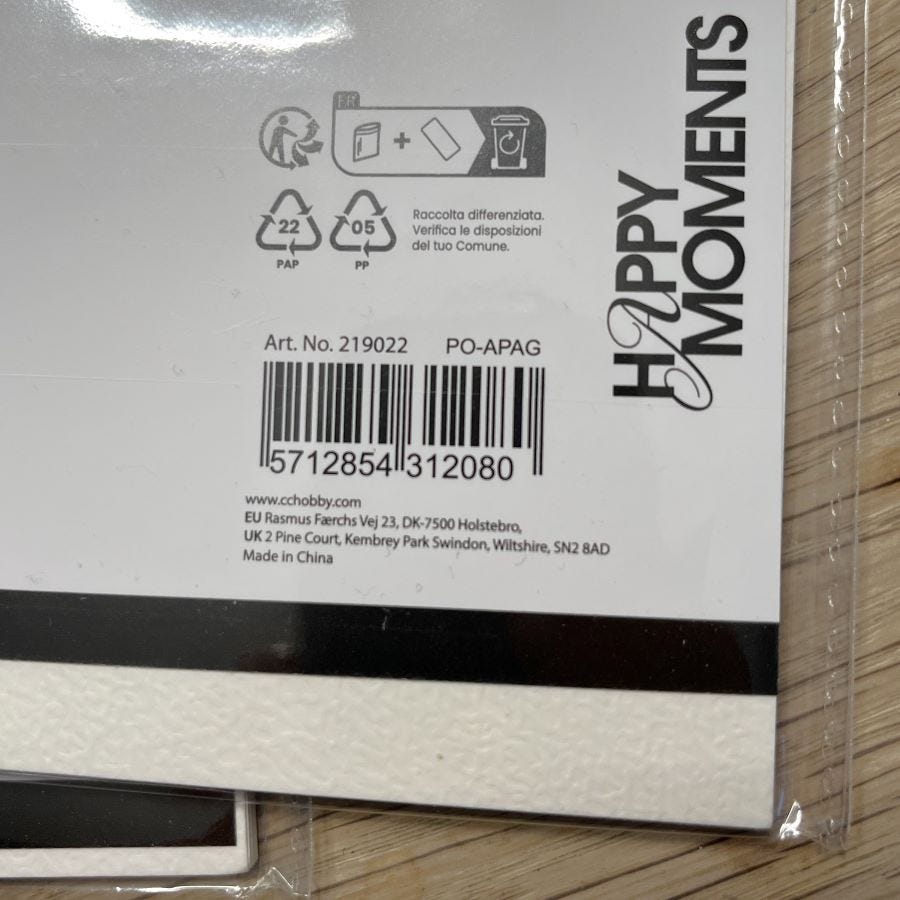 FR
22
PAP
05
PP
Raccolta differenziata.
Verifica le disposizioni
del tuo Comune.
HAPPY
MOMENTS
Art. No. 219022 PO-APAG
5712854312080
www.cchobby.com
EU Rasmus Færchs Vej 23, DK-7500 Holstebro,
UK 2 Pine Court, Kembrey Park Swindon, Wiltshire, SN2 8AD
Made in China